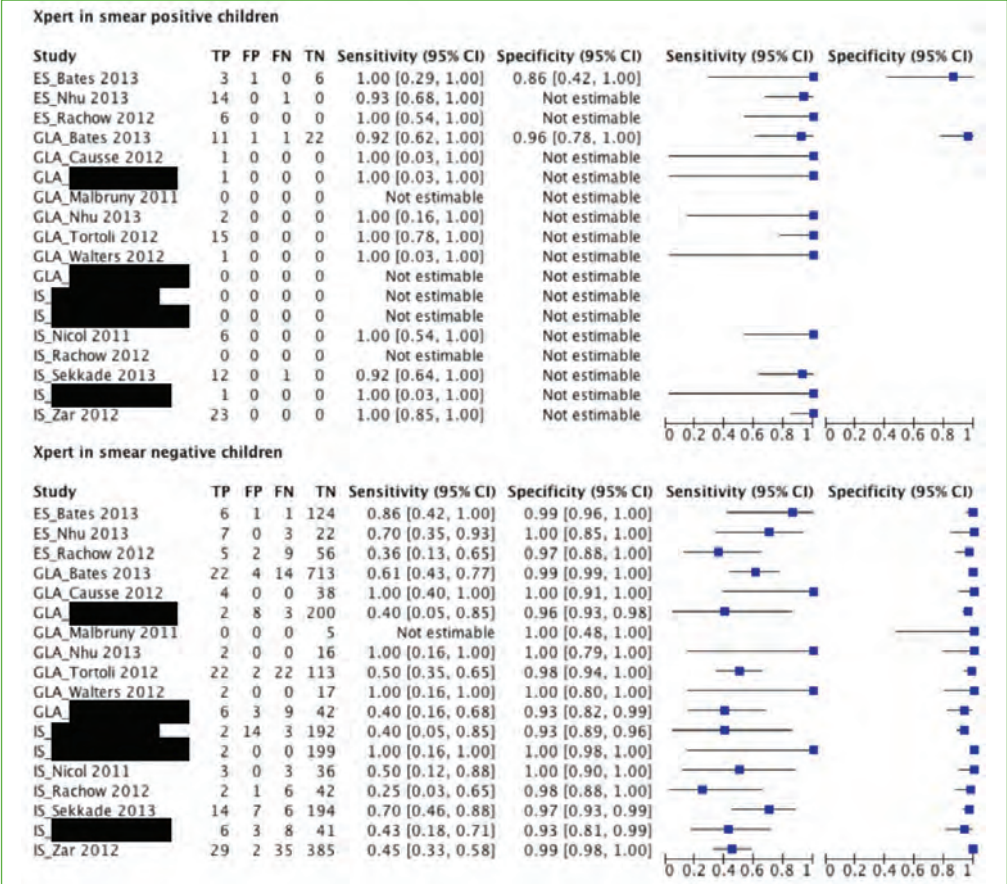 Xpert in smear positive children
Study TP FP FN TN Sensitivity (95% CI) Specificity (95% CI) Sensitivity (95% CI) Specificity (95% CI)
ES_Bates 2013 3 1 0 6 1.00 [0.29, 1.00] 0.86 [0.42, 1.00]
ES_Nhu 2013 14 0 1 0 0.93 [0.68, 1.00] Not estimable
ES_Rachow 2012 6 0 0 0 1.00 [0.54, 1.00] Not estimable
GLA_Bates 2013 11 1 1 22 0.92 [0.62, 1.00] 0.96 [0.78, 1.00]
GLA_Causse 2012 1 0 0 0 1.00 [0.03, 1.00] Not estimable
GLA_ 1 0 0 0 1.00 [0.03, 1.00] Not estimable
GLA_Malbruny 2011 0 0 0 0 Not estimable Not estimable
GLA_Nhu 2013 2 0 0 0 1.00 [0.16, 1.00] Not estimable
GLA_Tortoli 2012 15 0 0 0 1.00 [0.78, 1.00] Not estimable
GLA_Walters 2012 1 0 0 0 1.00 [0.03, 1.00] Not estimable
GLA_ 0 0 0 0 Not estimable Not estimable
IS_ 0 0 0 0 Not estimable Not estimable
IS_ 0 0 0 0 Not estimable Not estimable
IS_Nicol 2011 6 0 0 0 1.00 [0.54, 1.00] Not estimable
IS_Rachow 2012 0 0 0 0 Not estimable Not estimable
IS_Sekkade 2013 12 0 1 0 0.92 [0.64, 1.00] Not estimable
IS_ 1 0 0 0 1.00 [0.03, 1.00] Not estimable
IS_Zar 2012 23 0 0 0 1.00 [0.85, 1.00] Not estimable
0 0.2 0.4 0.6 0.8 1 0 0.2 0.4 0.6 0.8 1
Xpert in smear negative children
Study TP FP FN TN Sensitivity (95% CI) Specificity (95% CI) Sensitivity (95% CI) Specificity (95% CI)
ES_Bates 2013 6 1 1 124 0.86 [0.42, 1.00] 0.99 [0.96, 1.00]
ES_Nhu 2013 7 0 3 22 0.70 [0.35, 0.93] 1.00 [0.85, 1.00]
ES_Rachow 2012 5 2 9 56 0.36 [0.13, 0.65] 0.97 [0.88, 1.00]
GLA_Bates 2013 22 4 14 713 0.61 [0.43, 0.77] 0.99 [0.99, 1.00]
GLA_Causse 2012 4 0 0 38 1.00 [0.40, 1.00] 1.00 [0.91, 1.00]
GLA_ 2 8 3 200 0.40 [0.05, 0.85] 0.96 [0.93, 0.98]
GLA_Malbruny 2011 0 0 0 5 Not estimable 1.00 [0.48, 1.00]
GLA_Nhu 2013 2 0 0 16 1.00 [0.16, 1.00] 1.00 [0.79, 1.00]
GLA_Tortoli 2012 22 2 22 113 0.50 [0.35, 0.65] 0.98 [0.94, 1.00]
GLA_Walters 2012 2 0 0 17 1.00 [0.16, 1.00] 1.00 [0.80, 1.00]
GLA_ 6 3 9 42 0.40 [0.16, 0.68] 0.93 [0.82, 0.99]
IS_ 2 14 3 192 0.40 [0.05, 0.85] 0.93 [0.89, 0.96]
IS_ 2 0 0 199 1.00 [0.16, 1.00] 1.00 [0.98, 1.00]
IS_Nicol 2011 3 0 3 36 0.50 [0.12, 0.88] 1.00 [0.90, 1.00]
IS_Rachow 2012 2 1 6 42 0.25 [0.03, 0.65] 0.98 [0.88, 1.00]
IS_Sekkade 2013 14 7 6 194 0.70 [0.46, 0.88] 0.97 [0.93, 0.99]
IS_ 6 3 8 41 0.43 [0.18, 0.71] 0.93 [0.81, 0.99]
IS_Zar 2012 29 2 35 385 0.45 [0.33, 0.58] 0.99 [0.98, 1.00]
0 0.2 0.4 0.6 0.8 1 0 0.2 0.4 0.6 0.8 1